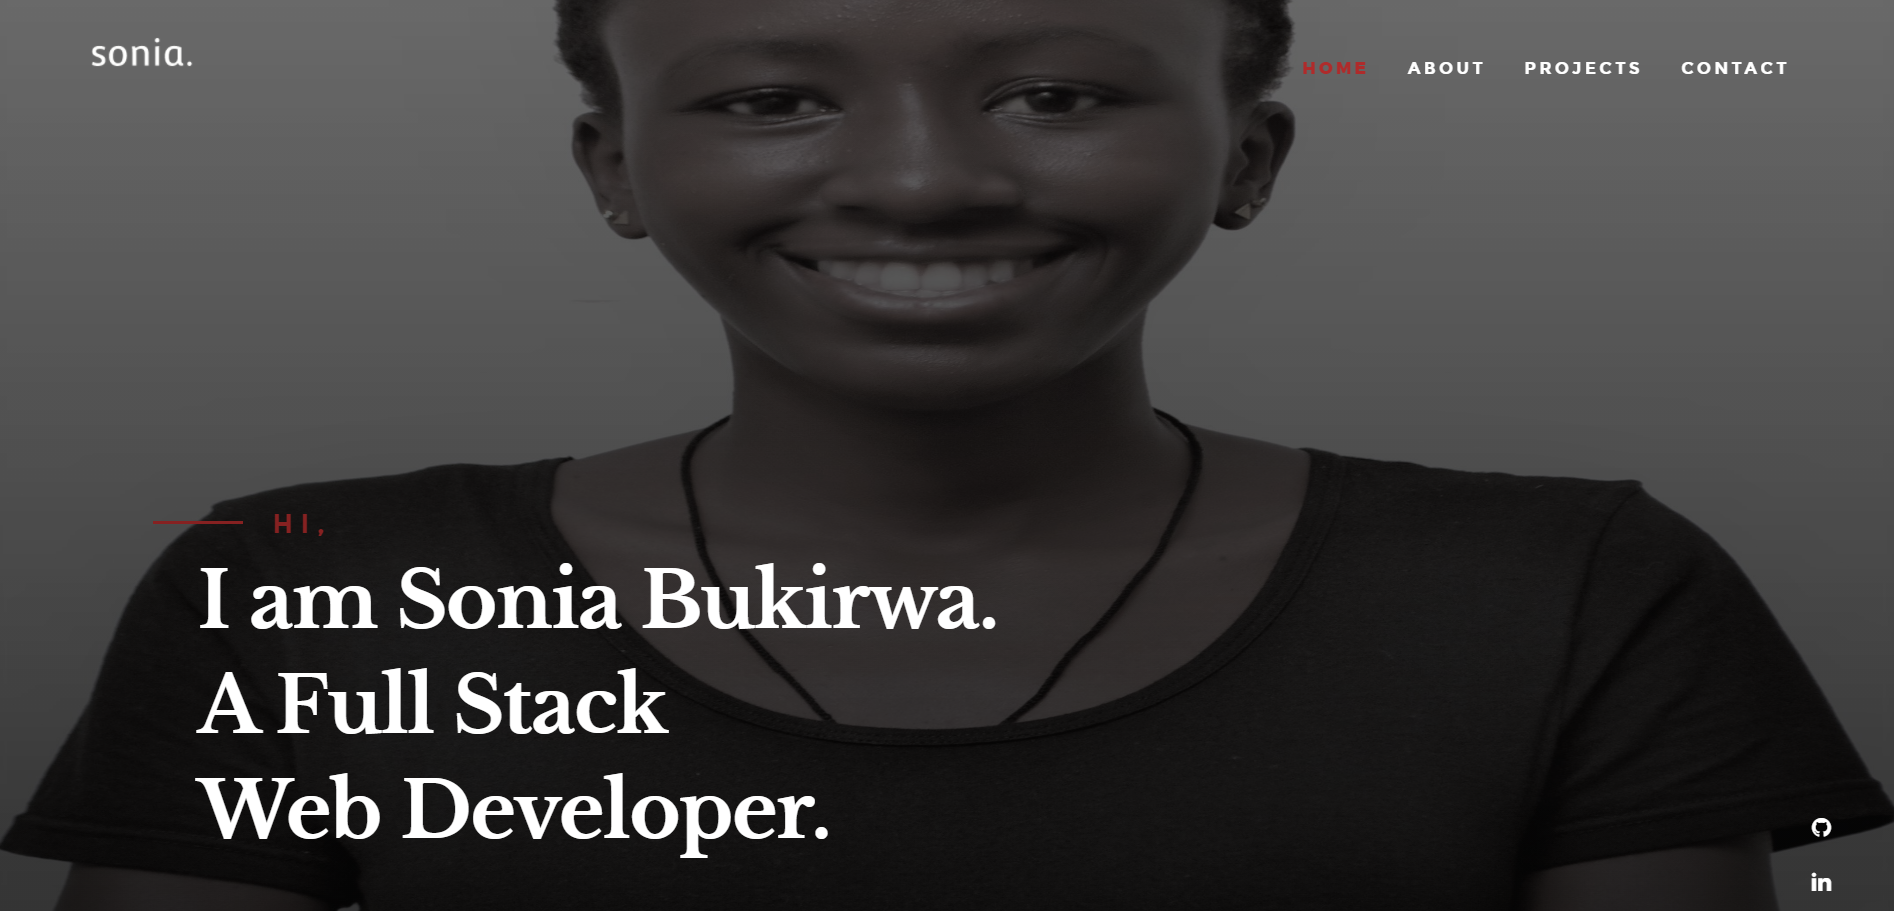 sonia.
HOME ABOUT PROJECTS CONTACT
HI,
I am Sonia Bukirwa.
A Full Stack
Web Developer.
in